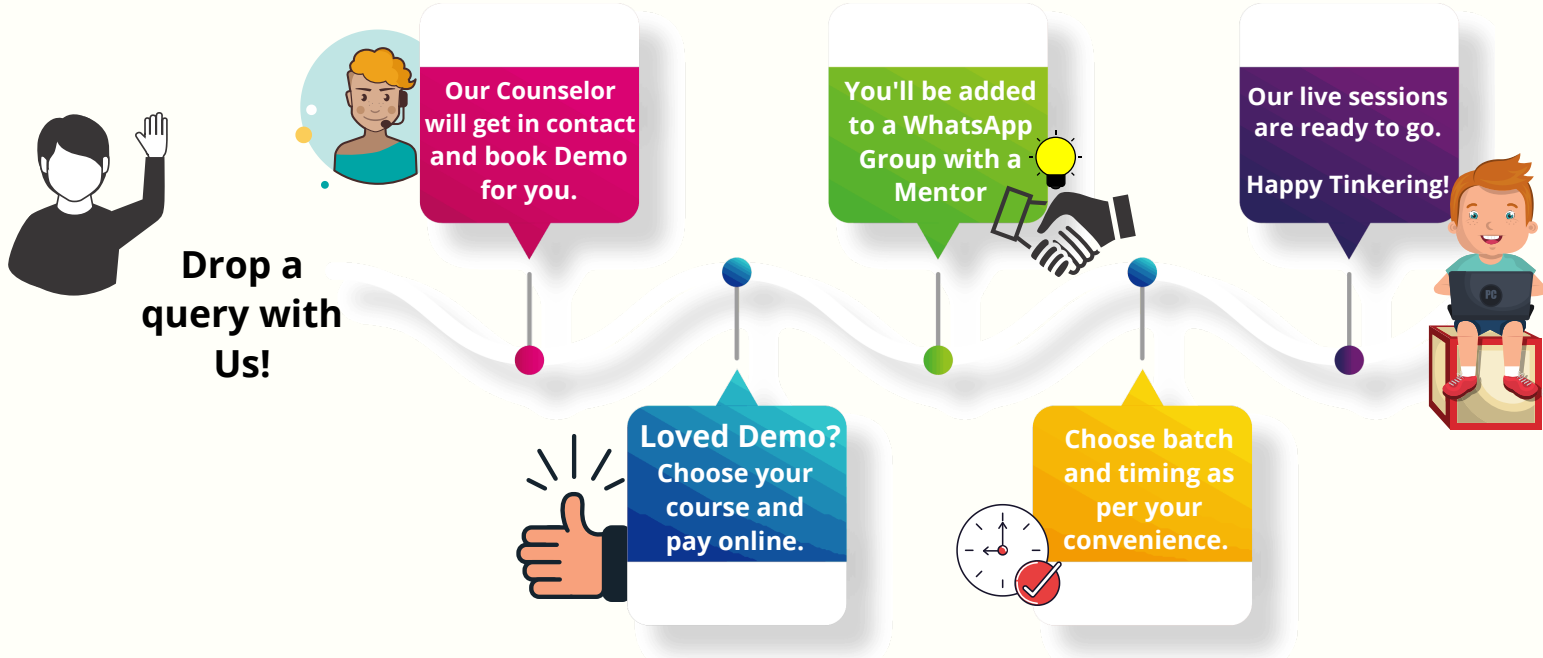 Drop a
query with
Us!
Our Counselor
will get in contact
and book Demo
for you.
Loved Demo?
Choose your
course and
pay online.
You'll be added
to a WhatsApp
Group with a
Mentor
Choose batch
and timing as
per your
convenience.
Our live sessions
are ready to go.
Happy Tinkering!
PC